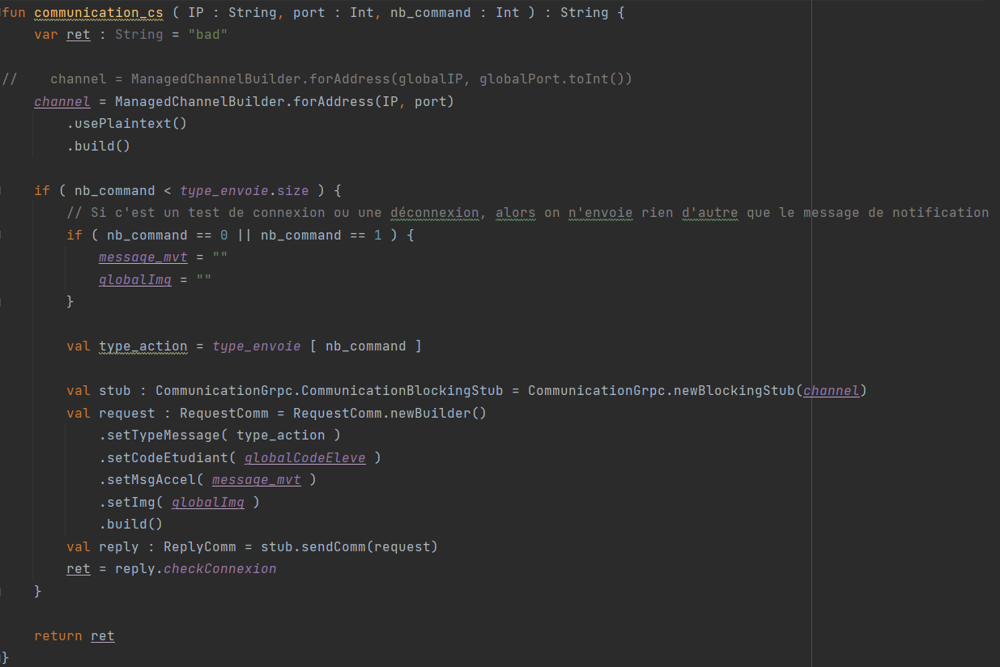 fun communication_cs ( IP : String, port : Int, nb_command : Int ) : String {
    var ret : String = "bad"
//    channel = ManagedChannelBuilder.forAddress(globalIP, globalPort.toInt())
    channel = ManagedChannelBuilder.forAddress(IP, port)
        .usePlaintext()
        .build()
    if ( nb_command < type_envoie.size ) {
        // Si c'est un test de connexion ou une déconnexion, alors on n'envoie rien d'autre que le message de notification
        if ( nb_command == 0 || nb_command == 1 ) {
            message_mvt = ""
            globalImg = ""
        }
        val type_action = type_envoie [ nb_command ]
        val stub : CommunicationGrpc.CommunicationBlockingStub = CommunicationGrpc.newBlockingStub(channel)
        val request : RequestComm = RequestComm.newBuilder()
            .setTypeMessage( type_action )
            .setCodeEtudiant( globalCodeEleve )
            .setMsgAccel( message_mvt )
            .setImg( globalImg )
            .build()
        val reply : ReplyComm = stub.sendComm(request)
        ret = reply.checkConnexion
    }
    return ret
}